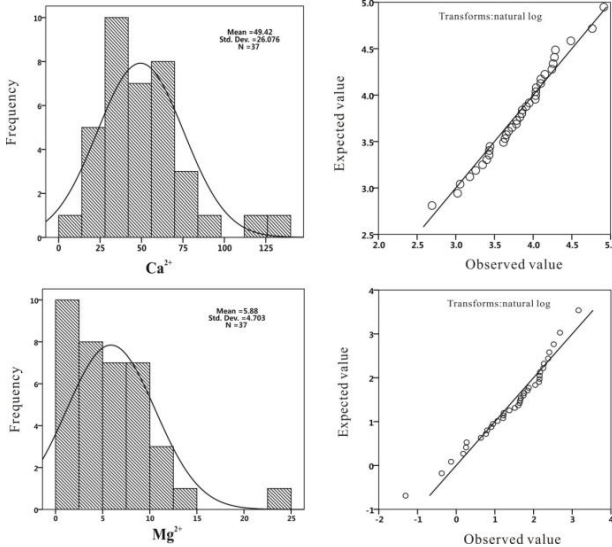 Mean =49.42
Std. Dev. =26.076
N =37
Frequency
10
8
6
4
2
0
0 25 50 75 100 125
Ca²⁺
Transforms:natural log
Expected value
5.0
4.5
4.0
3.5
3.0
2.5
2.0 2.5 3.0 3.5 4.0 4.5 5.
Observed value
Mean =5.88
Std. Dev. =4.703
N =37
Frequency
10
8
6
4
2
0
0 5 10 15 20 25
Mg²⁺
Transforms:natural log
Expected value
4
3
2
1
0
-1
-2 -1 0 1 2 3 4
Observed value